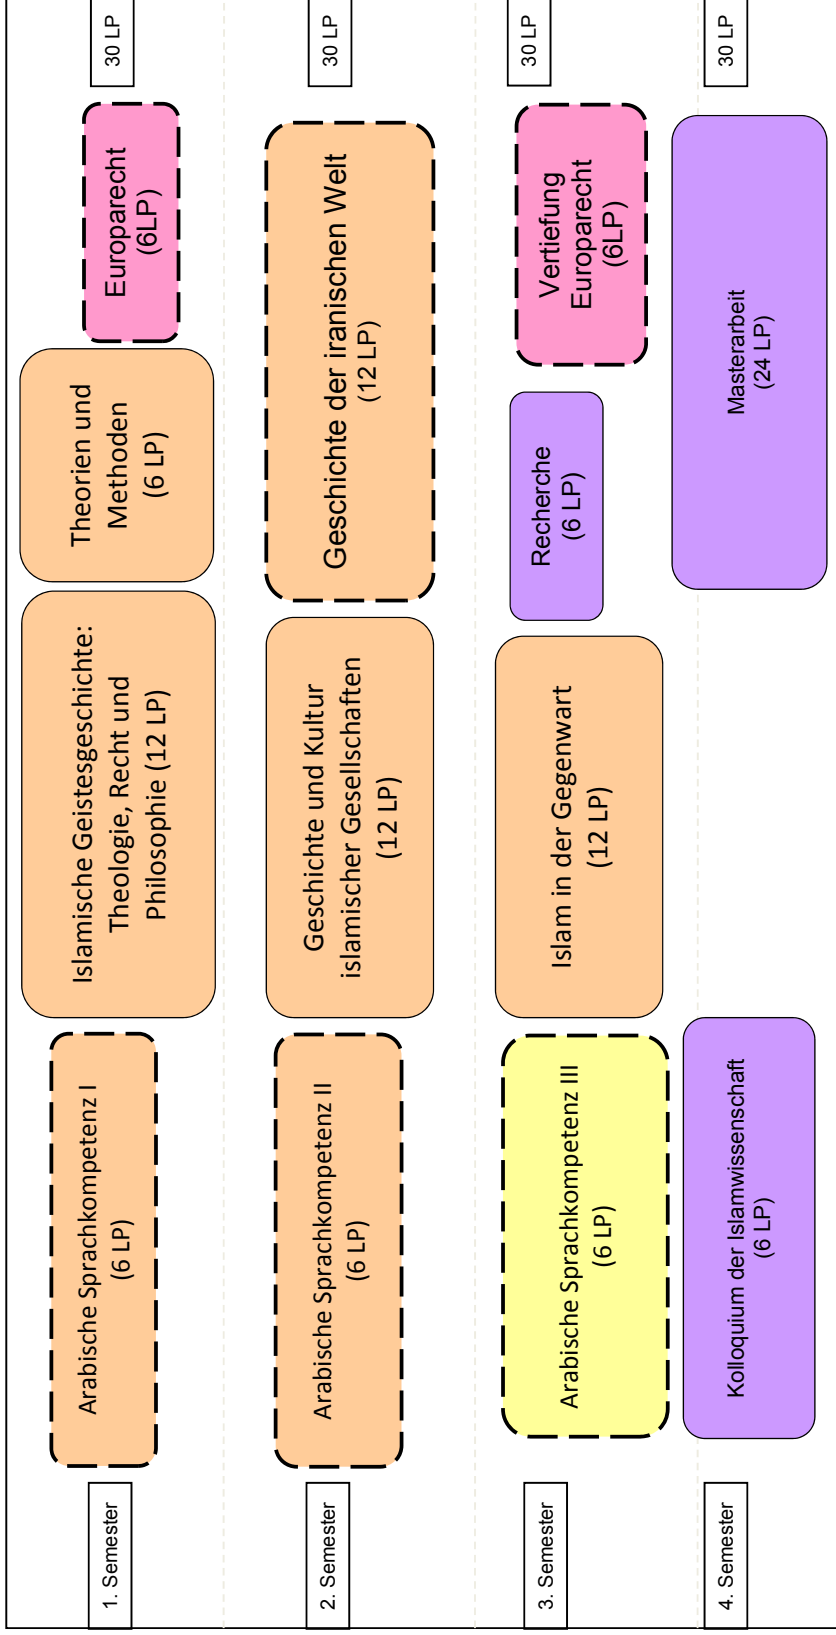 1. Semester
Arabische Sprachkompetenz I
(6 LP)
Islamische Geistesgeschichte:
Theologie, Recht und
Philosophie (12 LP)
Theorien und
Methoden
(6 LP)
Europarecht
(6LP)
30 LP
2. Semester
Arabische Sprachkompetenz II
(6 LP)
Geschichte und Kultur
islamischer Gesellschaften
(12 LP)
Geschichte der iranischen Welt
(12 LP)
30 LP
3. Semester
Arabische Sprachkompetenz III
(6 LP)
Islam in der Gegenwart
(12 LP)
Recherche
(6 LP)
Vertiefung
Europarecht
(6LP)
30 LP
4. Semester
Kolloquium der Islamwissenschaft
(6 LP)
Masterarbeit
(24 LP)
30 LP